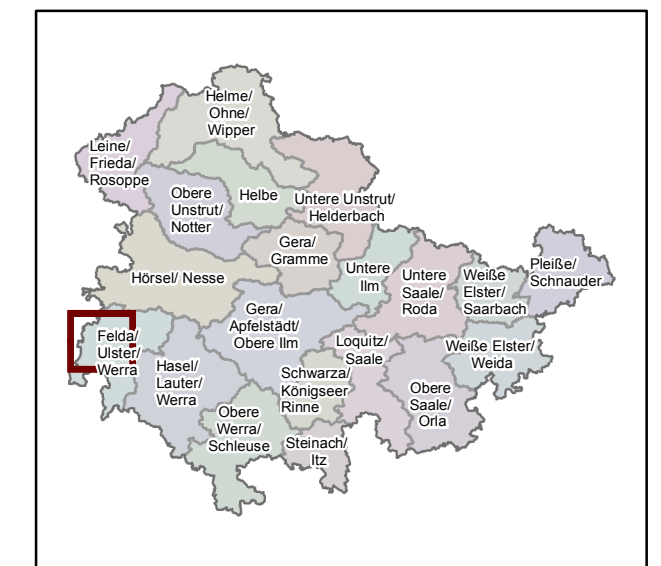 Helme/
Ohne/
Wipper
Leine/
Frieda/
Rosoppe
Obere
Unstrut/
Notter
Helbe
Untere Unstrut/
Helderbach
Gera/
Gramme
Hörsel/ Nesse
Untere
Ilm
Untere
Saale/
Roda
Weiße
Elster/
Saarbach
Pleiße/
Schnauder
Felda/
Ulster/
Werra
Hasel/
Lauter/
Werra
Gera/
Apfelstädt/
Obere Ilm
Loquitz/
Saale
Weiße Elster/
Weida
Schwarza/
Königseer
Rinne
Obere
Saale/
Orla
Obere
Werra/
Schleuse
Steinach/
Itz